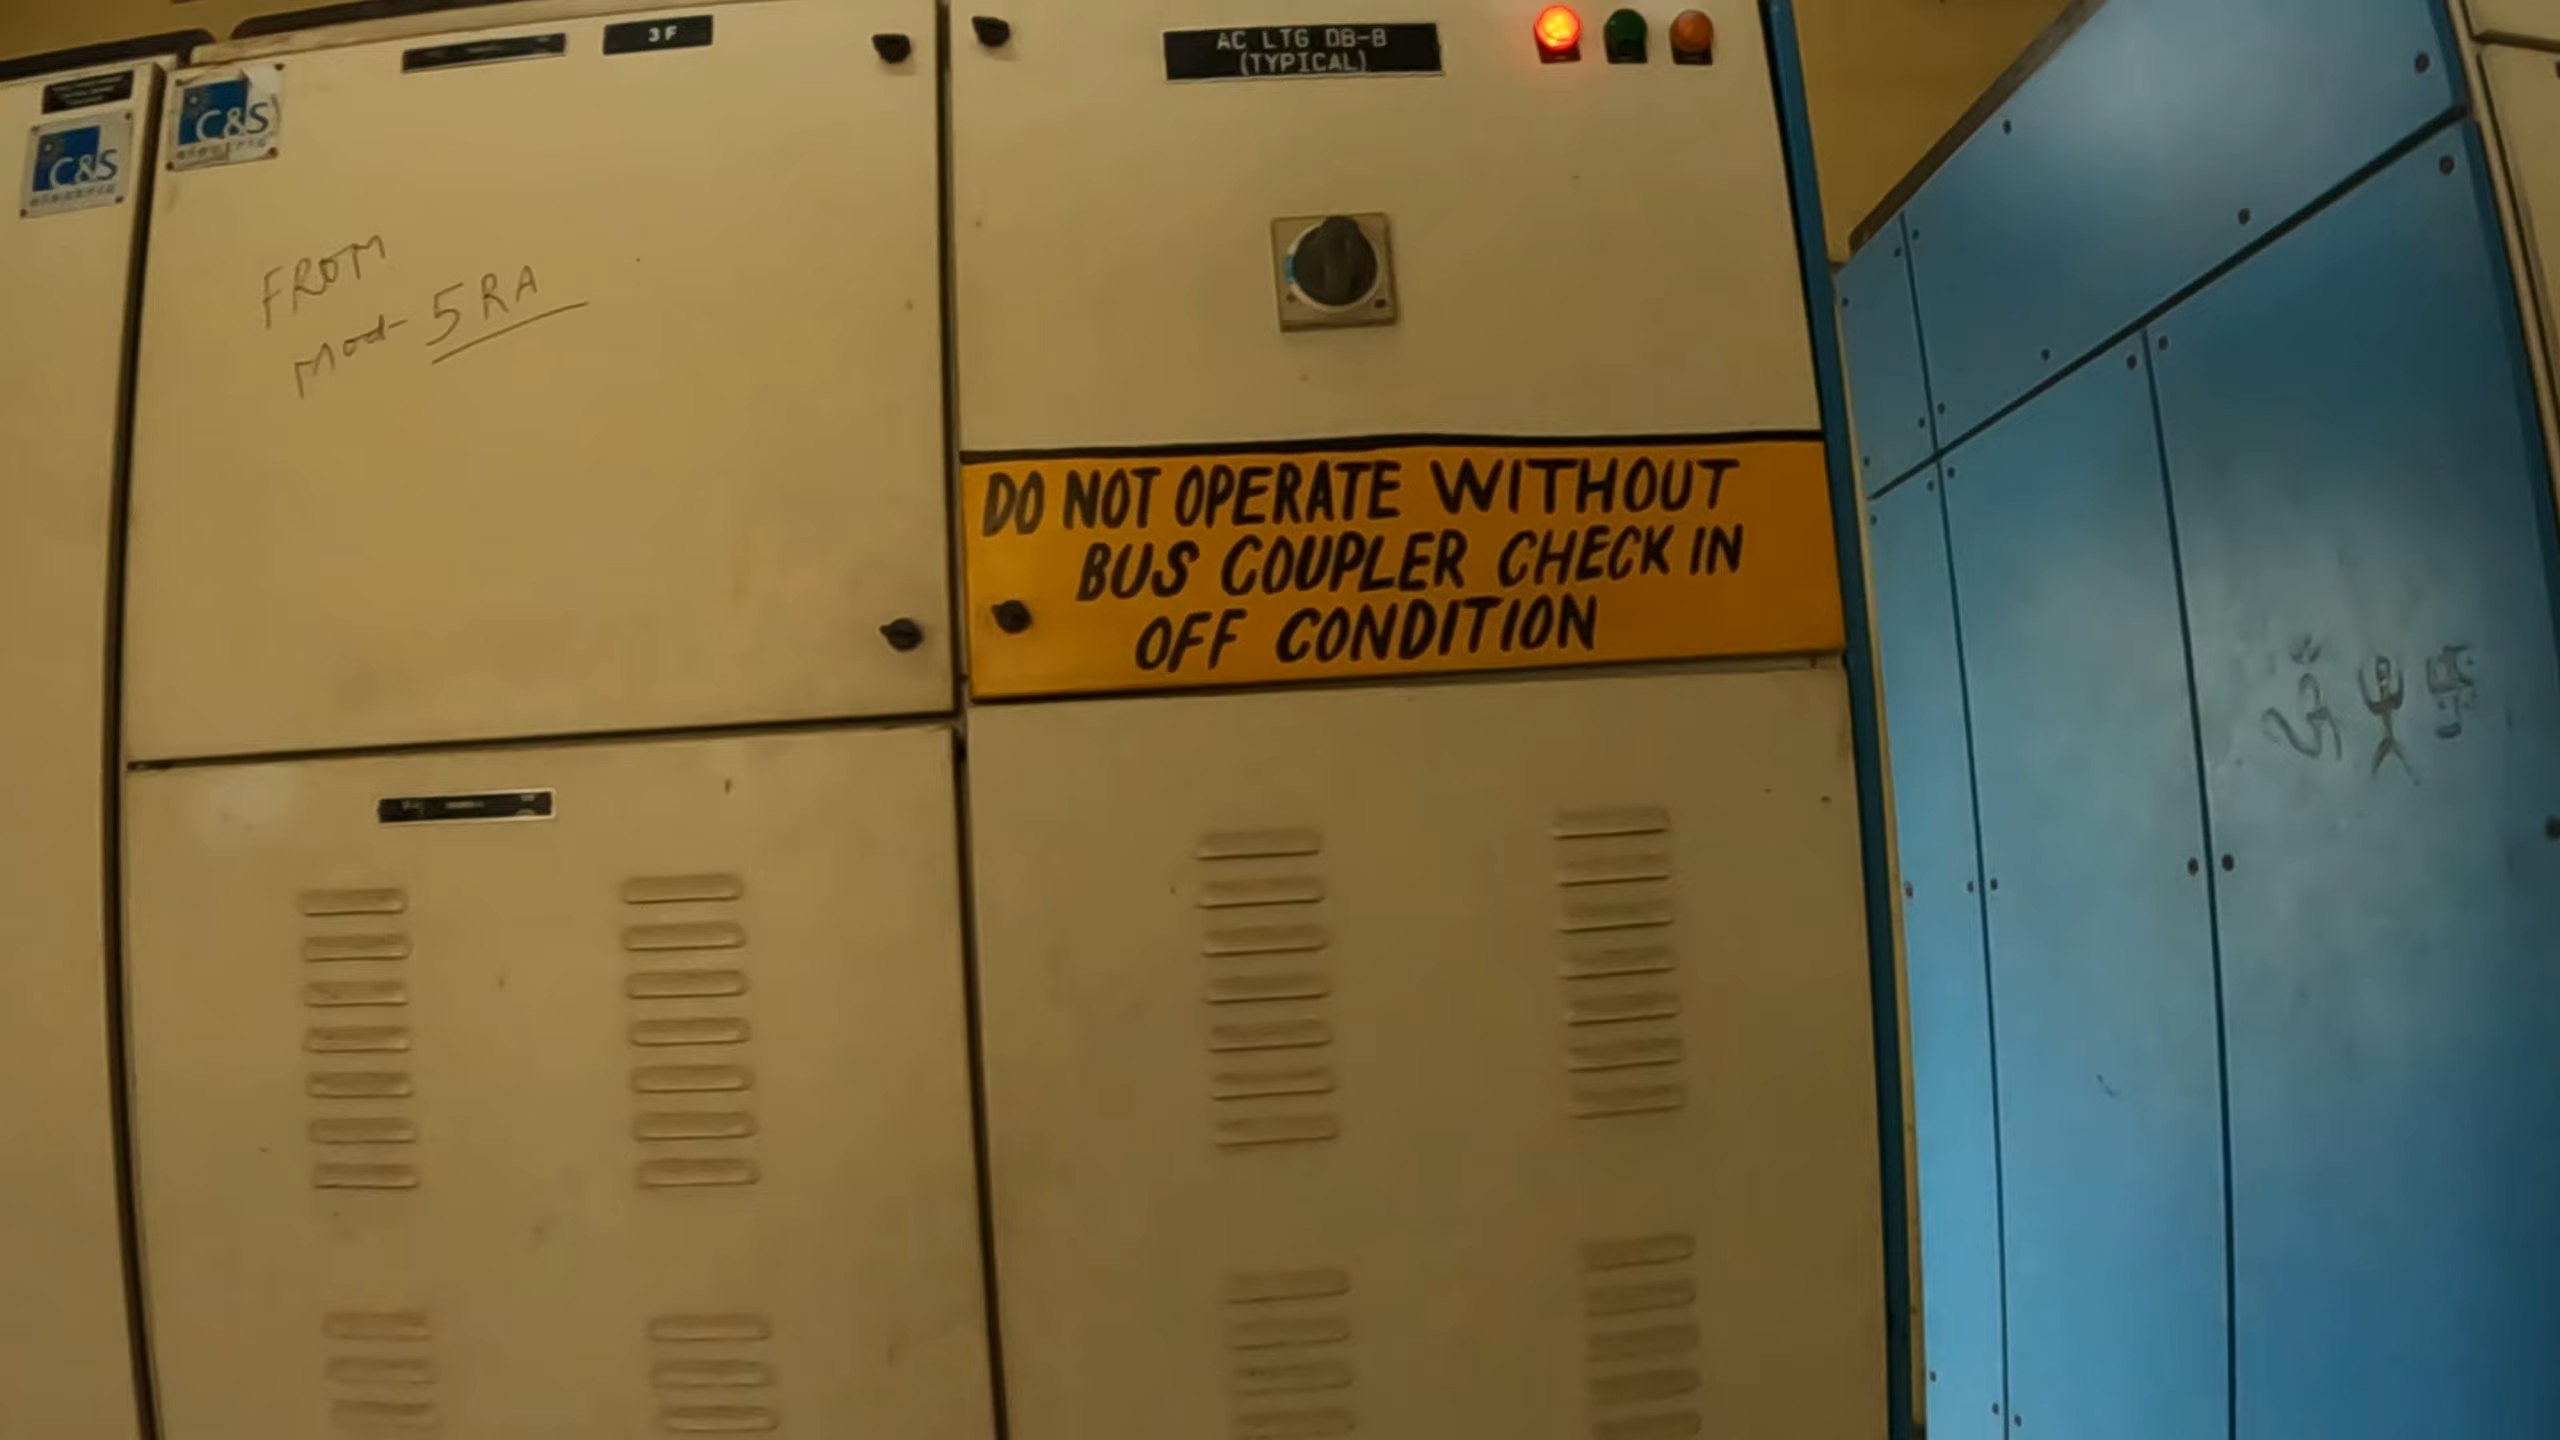 3F
AC LTG DB-B
(TYPICAL)
C&S
C&S
FROM
Mod- 5RA
DO NOT OPERATE WITHOUT
BUS COUPLER CHECK IN
OFF CONDITION